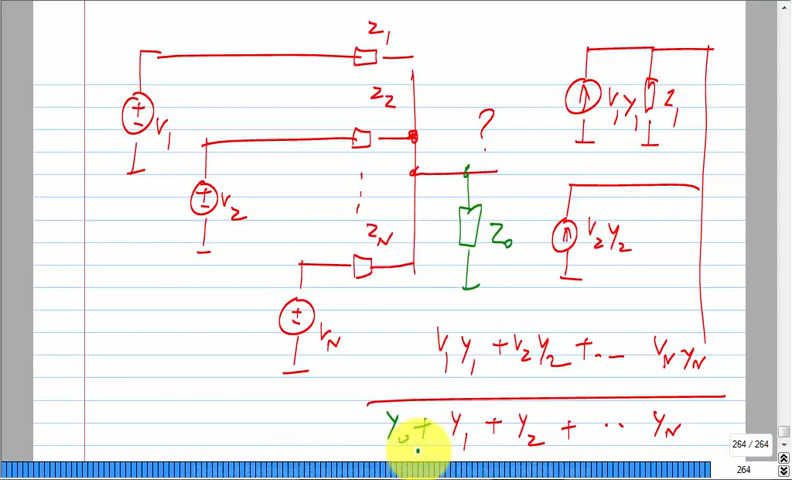 Z1
V1
Z2
V2
ZN
VN
?
Z0
V1Y1
Z1
V2Y2
V1Y1 + V2Y2 + ... VNYN
Y0 + Y1 + Y2 + ... YN
264 / 264
264